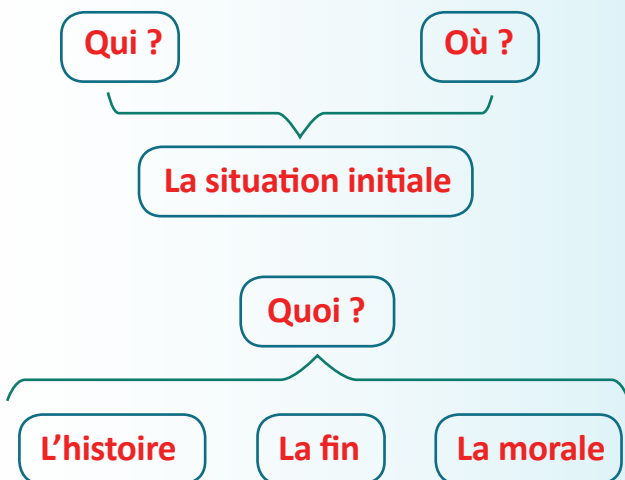 Qui ?
Où ?
La situation initiale
Quoi ?
L’histoire
La fin
La morale